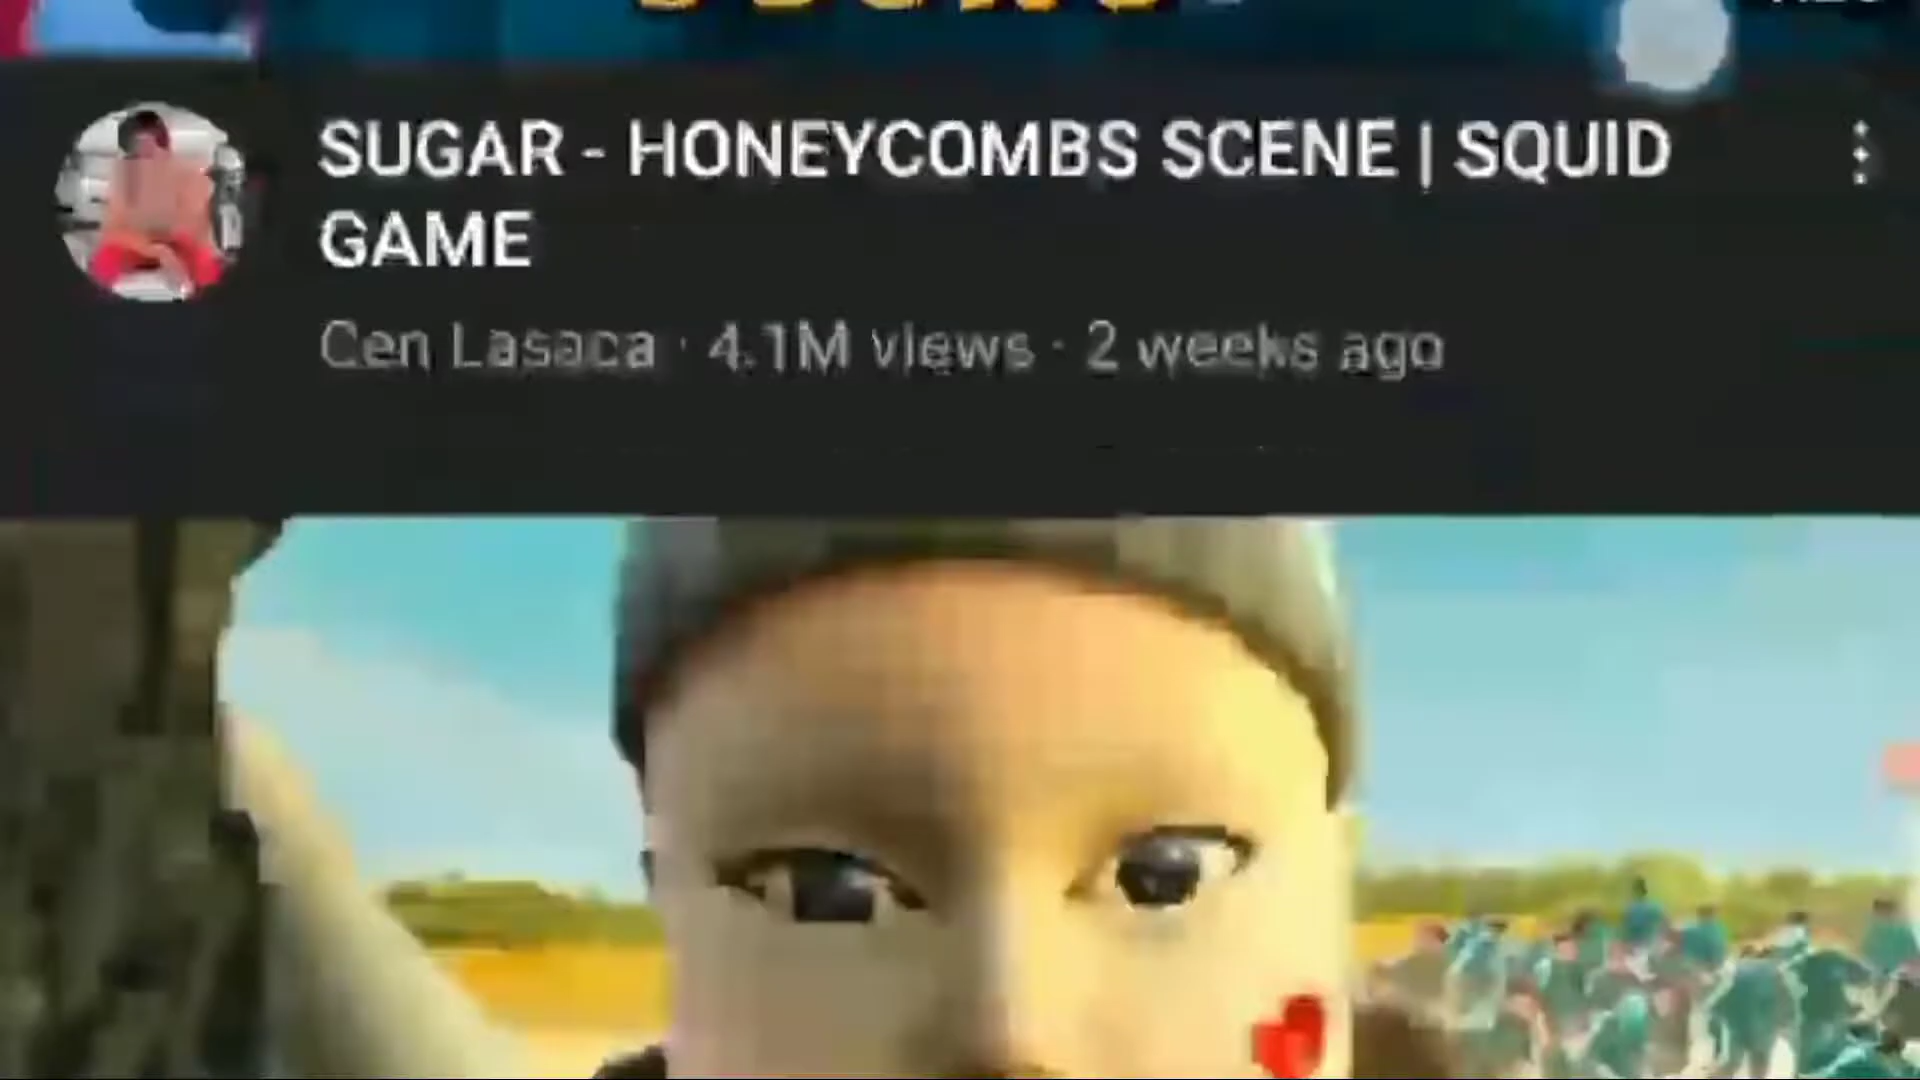 SUGAR - HONEYCOMBS SCENE | SQUID
GAME
Cen Lasaca · 4.1M views · 2 weeks ago